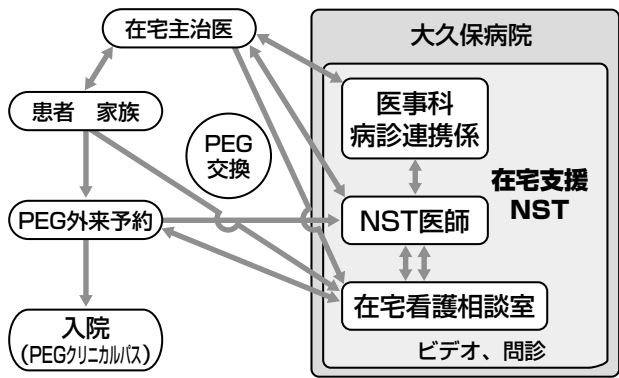 在宅主治医
患者　家族
PEG
交換
PEG外来予約
入院
(PEGクリニカルパス)
大久保病院
医事科
病診連携係
在宅支援
NST
NST医師
在宅看護相談室
ビデオ、問診